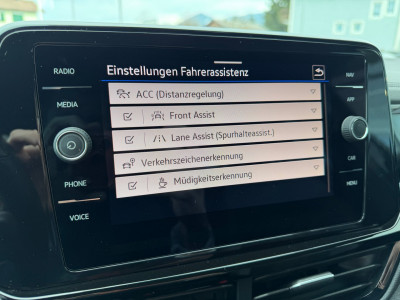 RADIO
MEDIA
PHONE
VOICE
Einstellungen Fahrerassistenz
ACC (Distanzregelung)
Front Assist
Lane Assist (Spurhalteassist.)
Verkehrszeichenerkennung
Müdigkeitserkennung
NAV
APP
CAR
MENU